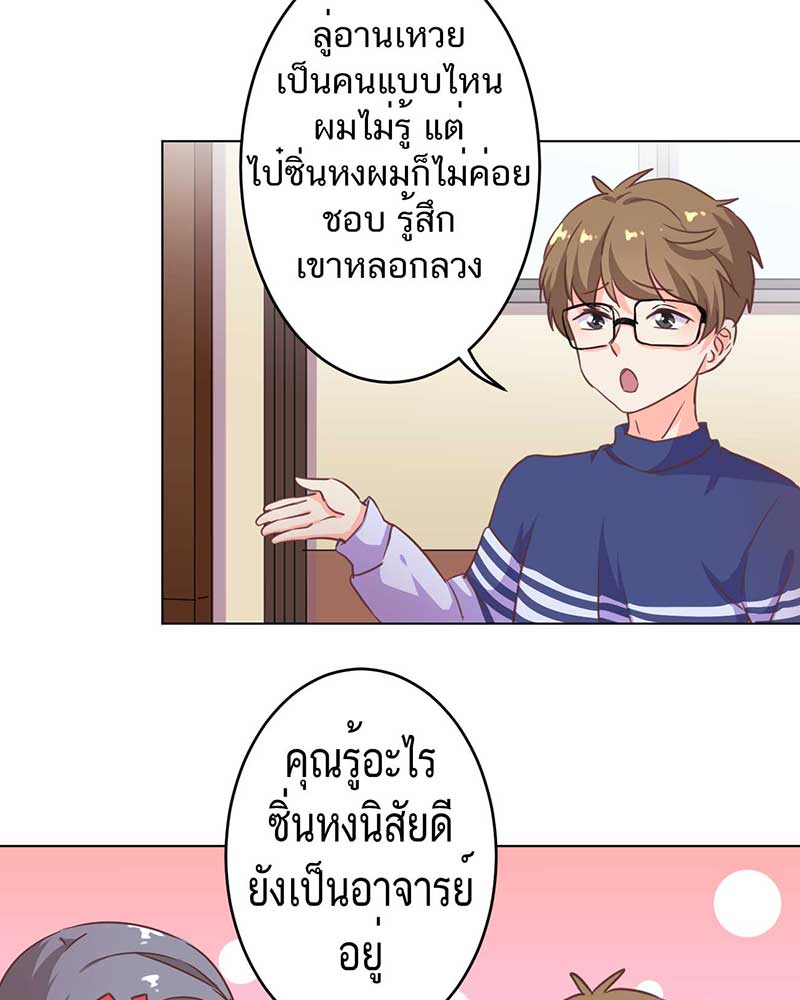 ลู่อานเหวย
เป็นคนแบบไหน
ผมไม่รู้ แต่
ไป๋ซิ่นหงผมก็ไม่ค่อย
ชอบ รู้สึก
เขาหลอกลวง
คุณรู้อะไร
ซิ่นหงนิสัยดี
ยังเป็นอาจารย์
อยู่